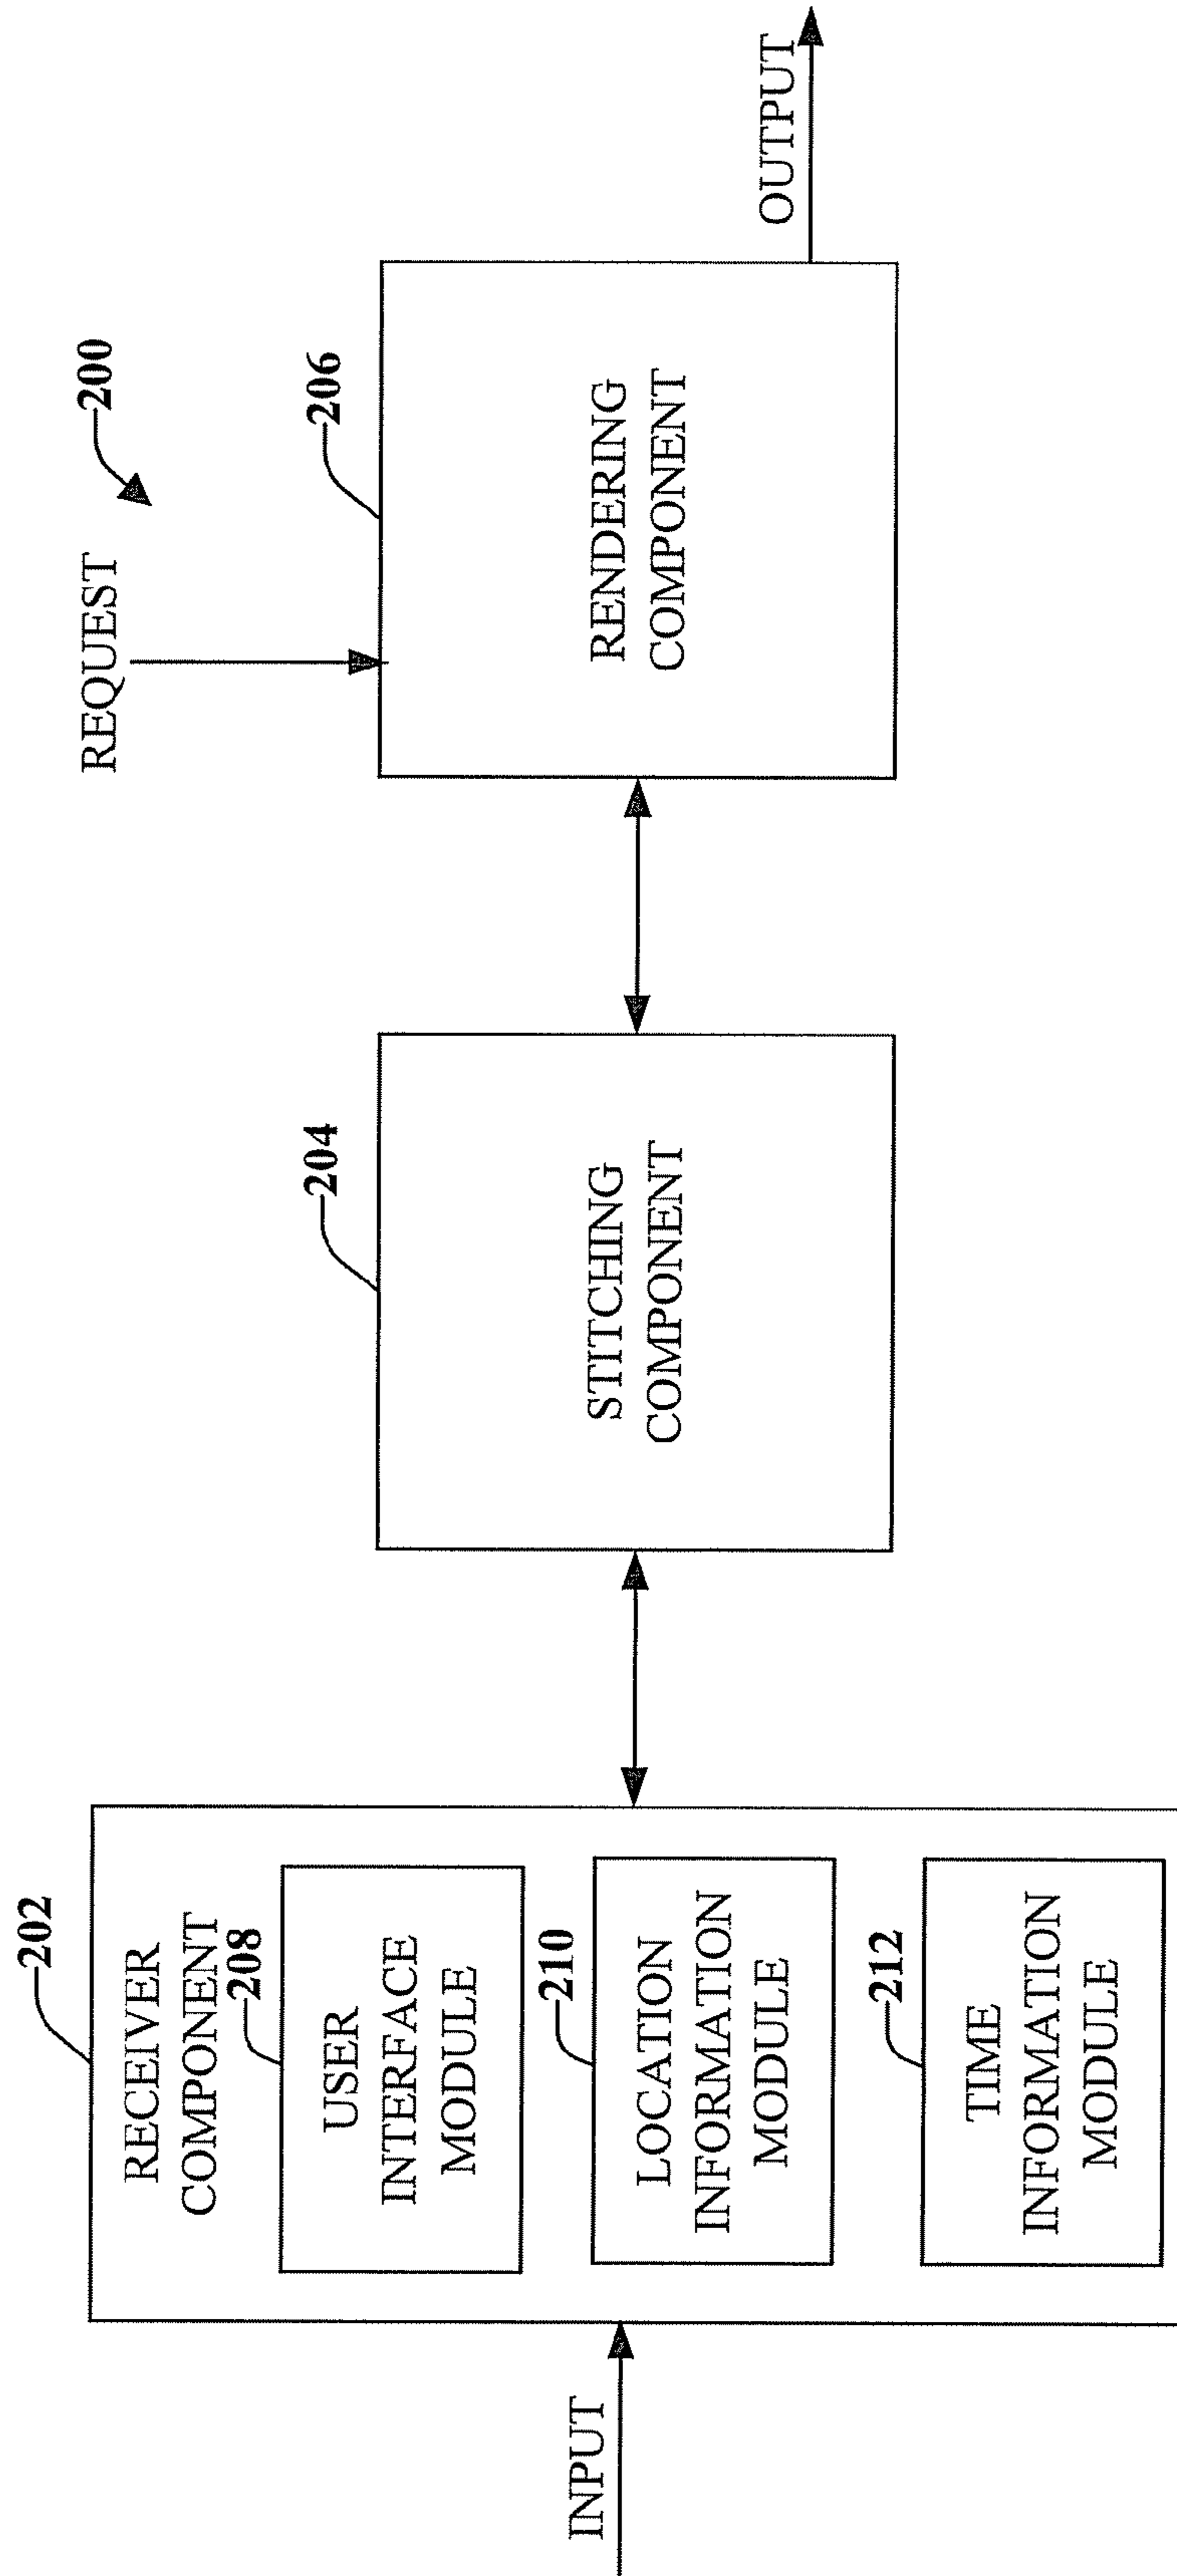 200
REQUEST
202
RECEIVER
COMPONENT
208
USER
INTERFACE
MODULE
210
LOCATION
INFORMATION
MODULE
212
TIME
INFORMATION
MODULE
INPUT
204
STITCHING
COMPONENT
206
RENDERING
COMPONENT
OUTPUT